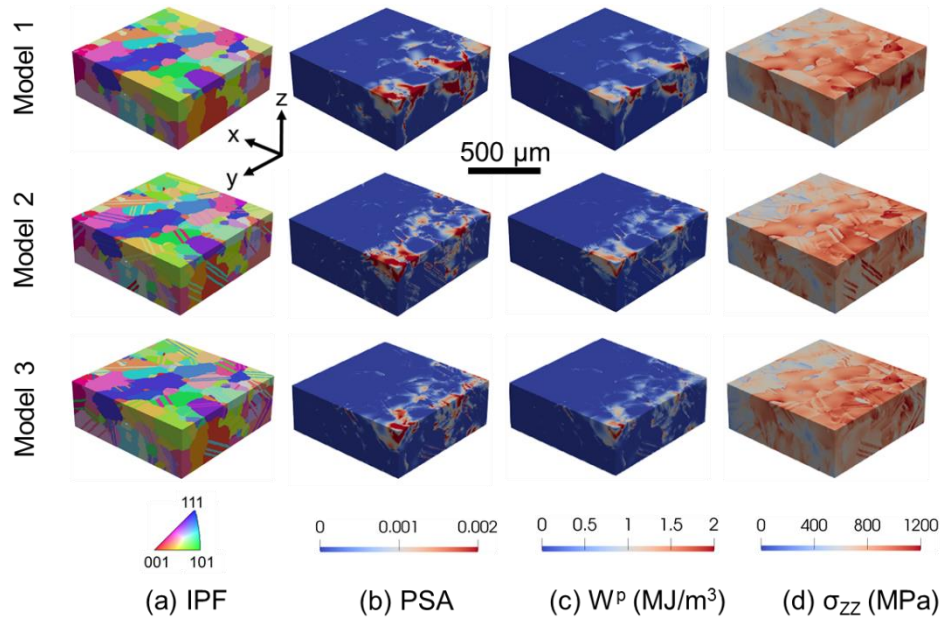 Model 1
z
x
y
500 µm
Model 2
Model 3
111
001 101
0 0.001 0.002
0 0.5 1 1.5 2
0 400 800 1200
(a) IPF (b) PSA (c) Wᵖ (MJ/m³) (d) σZZ (MPa)